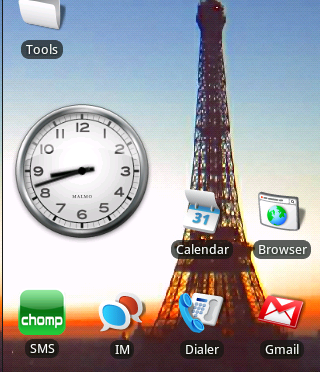 Tools
12
11 1
10 2
9 3
8 4
7 5
6
MALMO
31
Calendar
Browser
chomp
SMS
IM
Dialer
Gmail